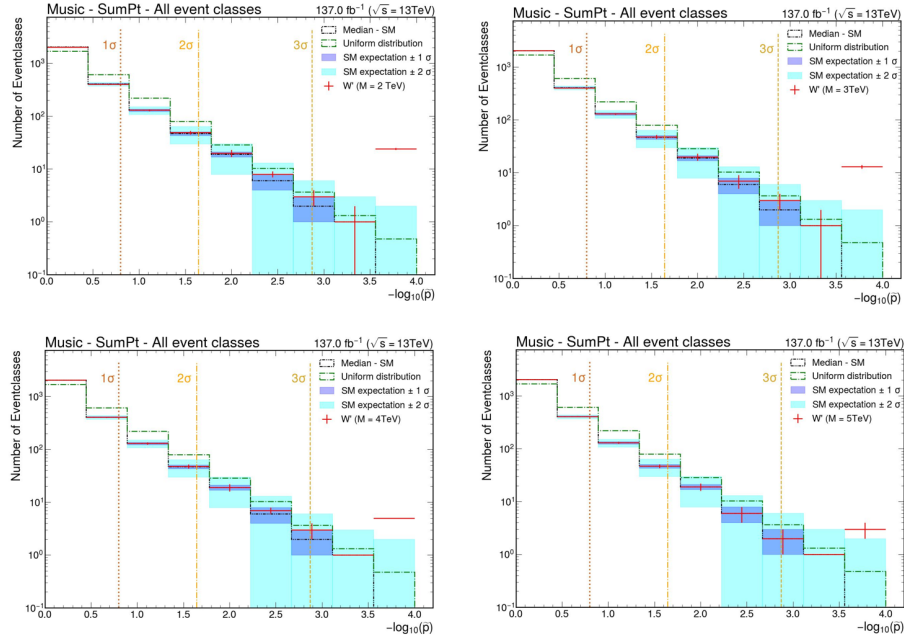 Music - SumPt - All event classes 137.0 fb⁻¹ (√s = 13TeV)
Number of Eventclasses
10³
10²
10¹
10⁰
10⁻¹
1σ
2σ
3σ
Median - SM
Uniform distribution
SM expectation ± 1 σ
SM expectation ± 2 σ
W' (M = 2 TeV)
0.0 0.5 1.0 1.5 2.0 2.5 3.0 3.5 4.0
−log₁₀(p̃)
Music - SumPt - All event classes 137.0 fb⁻¹ (√s = 13TeV)
Number of Eventclasses
10³
10²
10¹
10⁰
10⁻¹
1σ
2σ
3σ
Median - SM
Uniform distribution
SM expectation ± 1 σ
SM expectation ± 2 σ
W' (M = 3TeV)
0.0 0.5 1.0 1.5 2.0 2.5 3.0 3.5 4.0
−log₁₀(p̃)
Music - SumPt - All event classes 137.0 fb⁻¹ (√s = 13TeV)
Number of Eventclasses
10³
10²
10¹
10⁰
10⁻¹
1σ
2σ
3σ
Median - SM
Uniform distribution
SM expectation ± 1 σ
SM expectation ± 2 σ
W' (M = 4TeV)
0.0 0.5 1.0 1.5 2.0 2.5 3.0 3.5 4.0
−log₁₀(p̃)
Music - SumPt - All event classes 137.0 fb⁻¹ (√s = 13TeV)
Number of Eventclasses
10³
10²
10¹
10⁰
10⁻¹
1σ
2σ
3σ
Median - SM
Uniform distribution
SM expectation ± 1 σ
SM expectation ± 2 σ
W' (M = 5TeV)
0.0 0.5 1.0 1.5 2.0 2.5 3.0 3.5 4.0
−log₁₀(p̃)